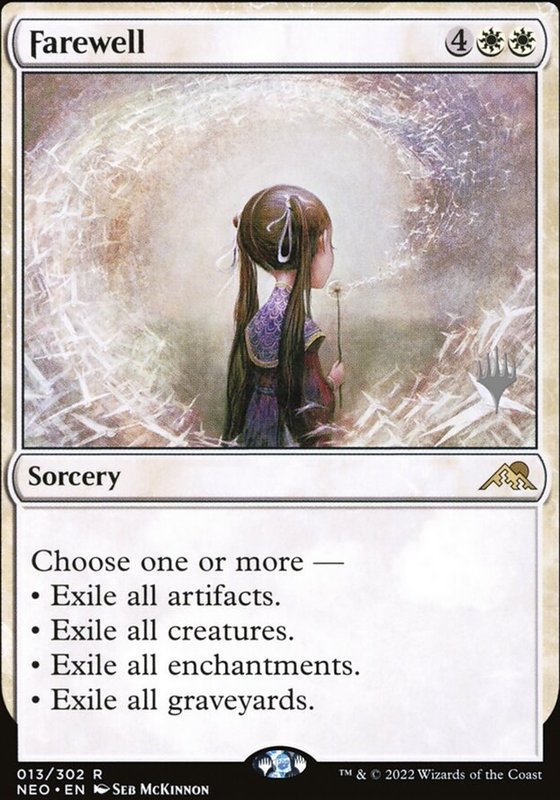 Farewell 4
Sorcery
Choose one or more —
• Exile all artifacts.
• Exile all creatures.
• Exile all enchantments.
• Exile all graveyards.
013/302 R
NEO • EN Seb McKinnon
™ & © 2022 Wizards of the Coast